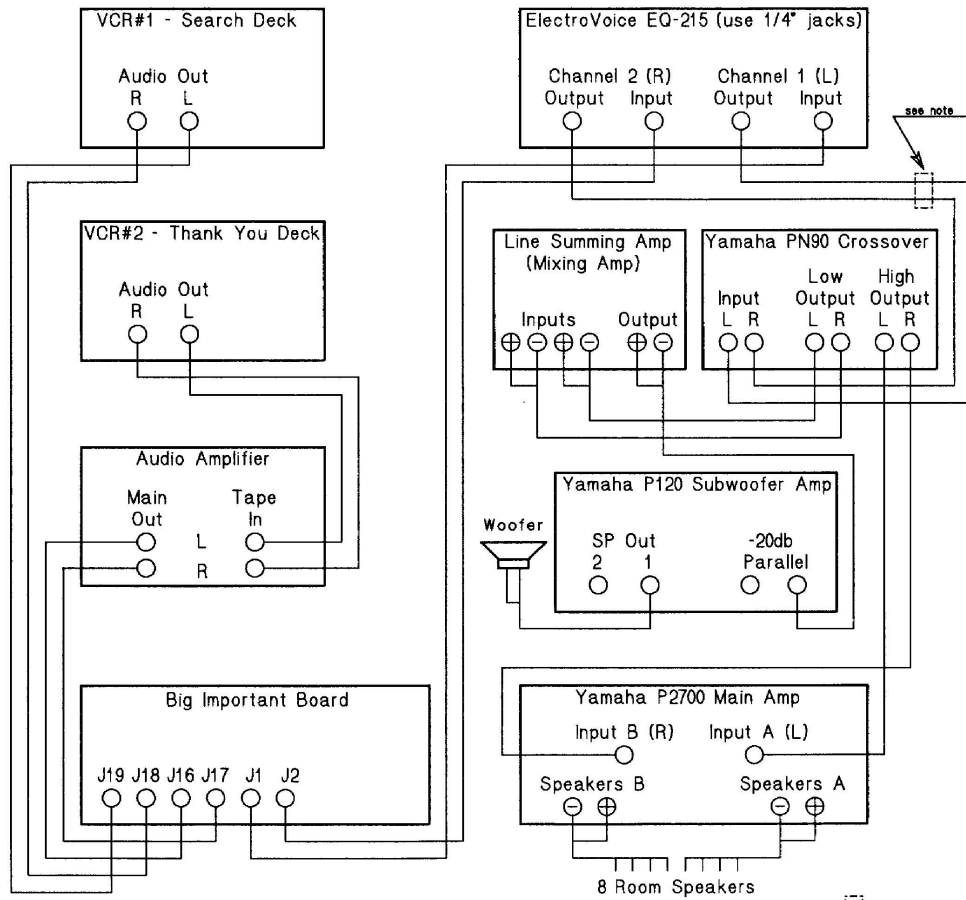 VCR#1 - Search Deck
Audio Out
R L
ElectroVoice EQ-215 (use 1/4" jacks)
Channel 2 (R) Channel 1 (L)
Output Input Output Input
see note
VCR#2 - Thank You Deck
Audio Out
R L
Line Summing Amp
(Mixing Amp)
Inputs Output
+ - + - + -
Yamaha PN90 Crossover
Low High
Input Output Output
L R L R L R
Audio Amplifier
Main Tape
Out In
L
R
Woofer
Yamaha P120 Subwoofer Amp
SP Out -20db
2 1 Parallel
Big Important Board
J19 J18 J16 J17 J1 J2
Yamaha P2700 Main Amp
Input B (R) Input A (L)
Speakers B Speakers A
- + - +
8 Room Speakers